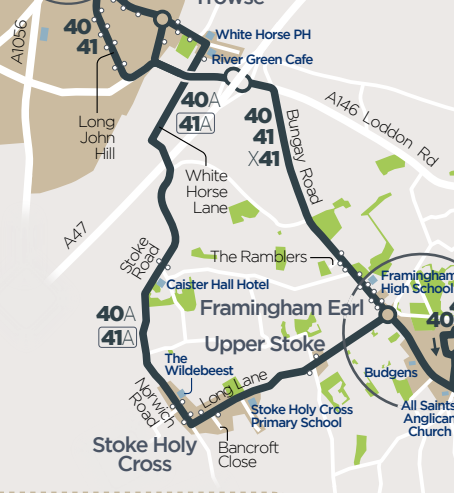 Trowse
A1056
40
41
White Horse PH
River Green Cafe
40A
41A
40
41
X41
A146 Loddon Rd
Bungay Road
Long
John
Hill
White
Horse
Lane
A47
Stoke
Road
The Ramblers
Caister Hall Hotel
Framingham
High School
Framingham Earl
40A
41A
40
Upper Stoke
The
Wildebeest
Long Lane
Budgens
Norwich
Road
Stoke Holy Cross
Primary School
All Saints
Anglican
Church
Stoke Holy
Cross
Bancroft
Close